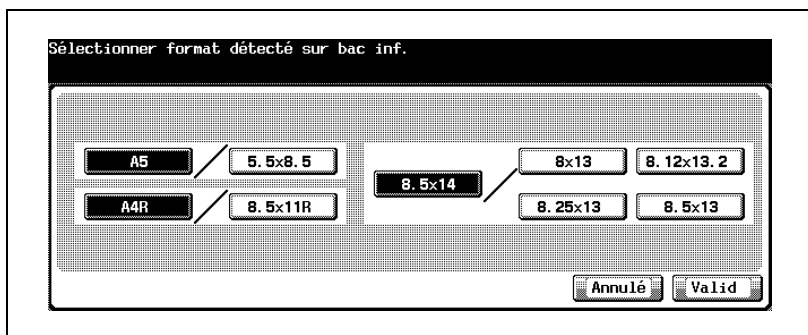 Sélectionner format détecté sur bac inf.
A5 5.5x8.5
A4R 8.5x11R
8.5x14
8x13 8.12x13.2
8.25x13 8.5x13
Annulé Valid